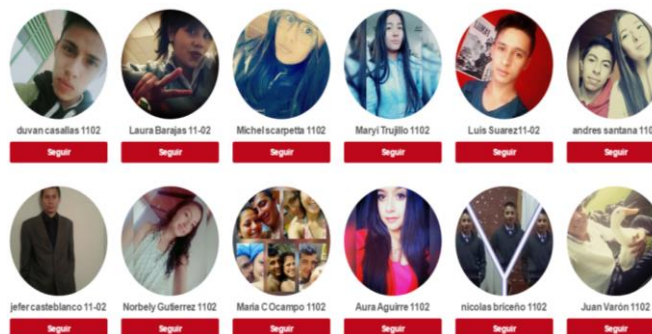 duvan casallas 1102
Laura Barajas 11-02
Michel scarpetta 1102
Maryi Trujillo 1102
Luis Suarez11-02
andres santana 110
Seguir
Seguir
Seguir
Seguir
Seguir
Seguir
jefer casteblanco 11-02
Norbely Gutierrez 1102
Maria C Ocampo 1102
Aura Aguirre 1102
nicolas briceño 1102
Juan Varón 1102
Seguir
Seguir
Seguir
Seguir
Seguir
Seguir